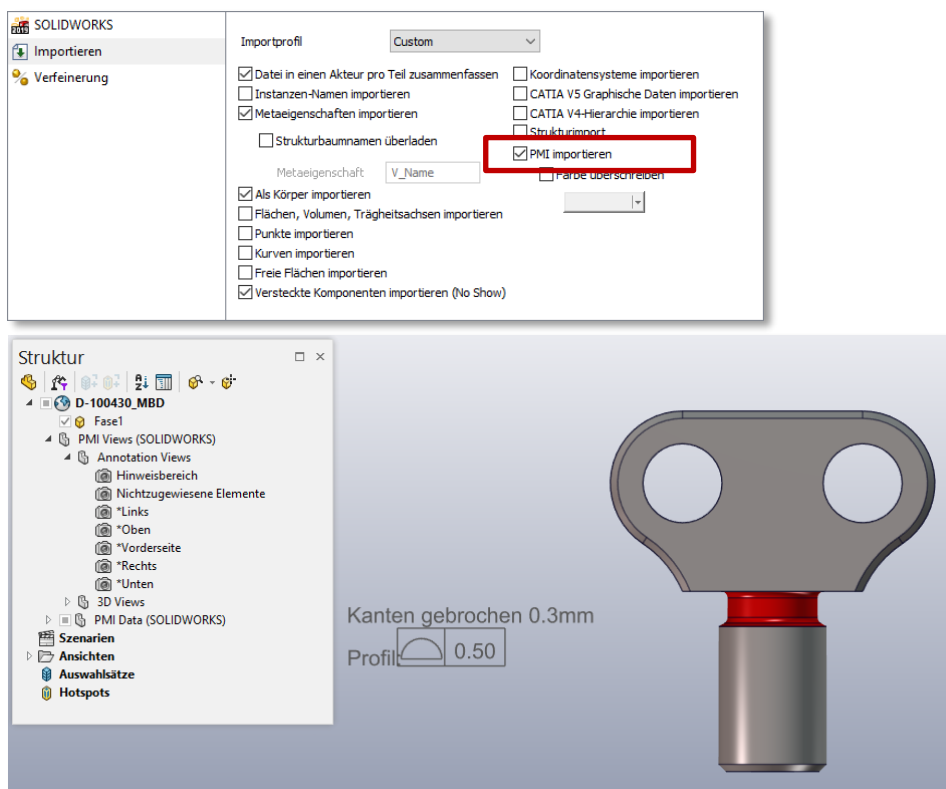 2019
SOLIDWORKS
Importieren
Verfeinerung
Importprofil Custom
Datei in einen Akteur pro Teil zusammenfassen
Instanzen-Namen importieren
Metaeigenschaften importieren
Strukturbaumnamen überladen
Metaeigenschaft V_Name
Als Körper importieren
Flächen, Volumen, Trägheitsachsen importieren
Punkte importieren
Kurven importieren
Freie Flächen importieren
Versteckte Komponenten importieren (No Show)
Koordinatensysteme importieren
CATIA V5 Graphische Daten importieren
CATIA V4-Hierarchie importieren
Strukturimport
PMI importieren
Farbe überschreiben
Struktur
D-100430_MBD
Fase1
PMI Views (SOLIDWORKS)
Annotation Views
Hinweisbereich
Nichtzugewiesene Elemente
*Links
*Oben
*Vorderseite
*Rechts
*Unten
3D Views
PMI Data (SOLIDWORKS)
Szenarien
Ansichten
Auswahlsätze
Hotspots
Kanten gebrochen 0.3mm
Profil: 0.50